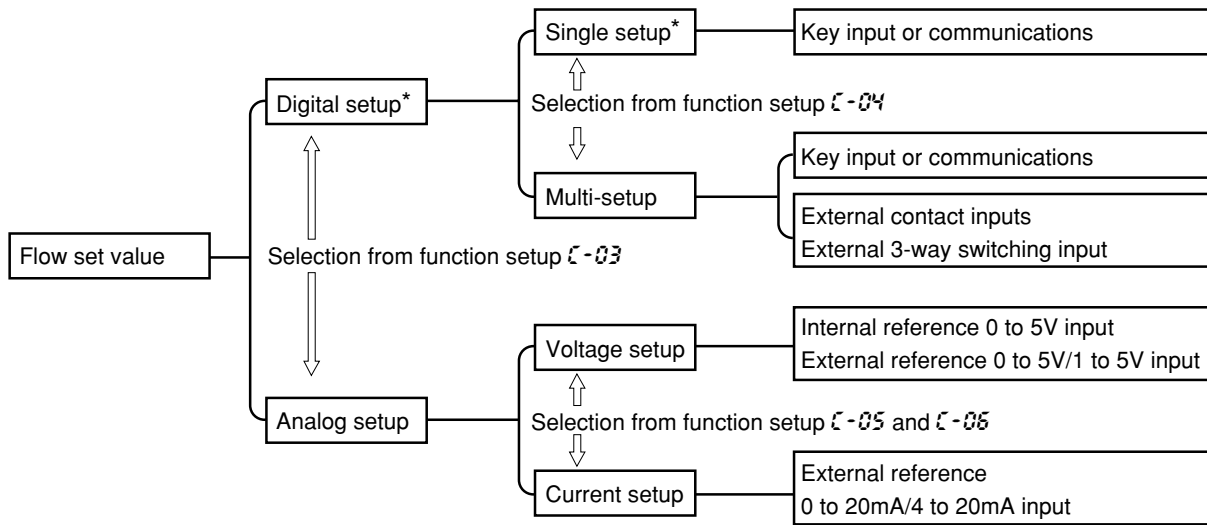 Single setup*
Key input or communications
Digital setup*
Selection from function setup C-04
Key input or communications
Multi-setup
External contact inputs
External 3-way switching input
Flow set value
Selection from function setup C-03
Internal reference 0 to 5V input
Voltage setup
External reference 0 to 5V/1 to 5V input
Analog setup
Selection from function setup C-05 and C-06
External reference
Current setup
0 to 20mA/4 to 20mA input